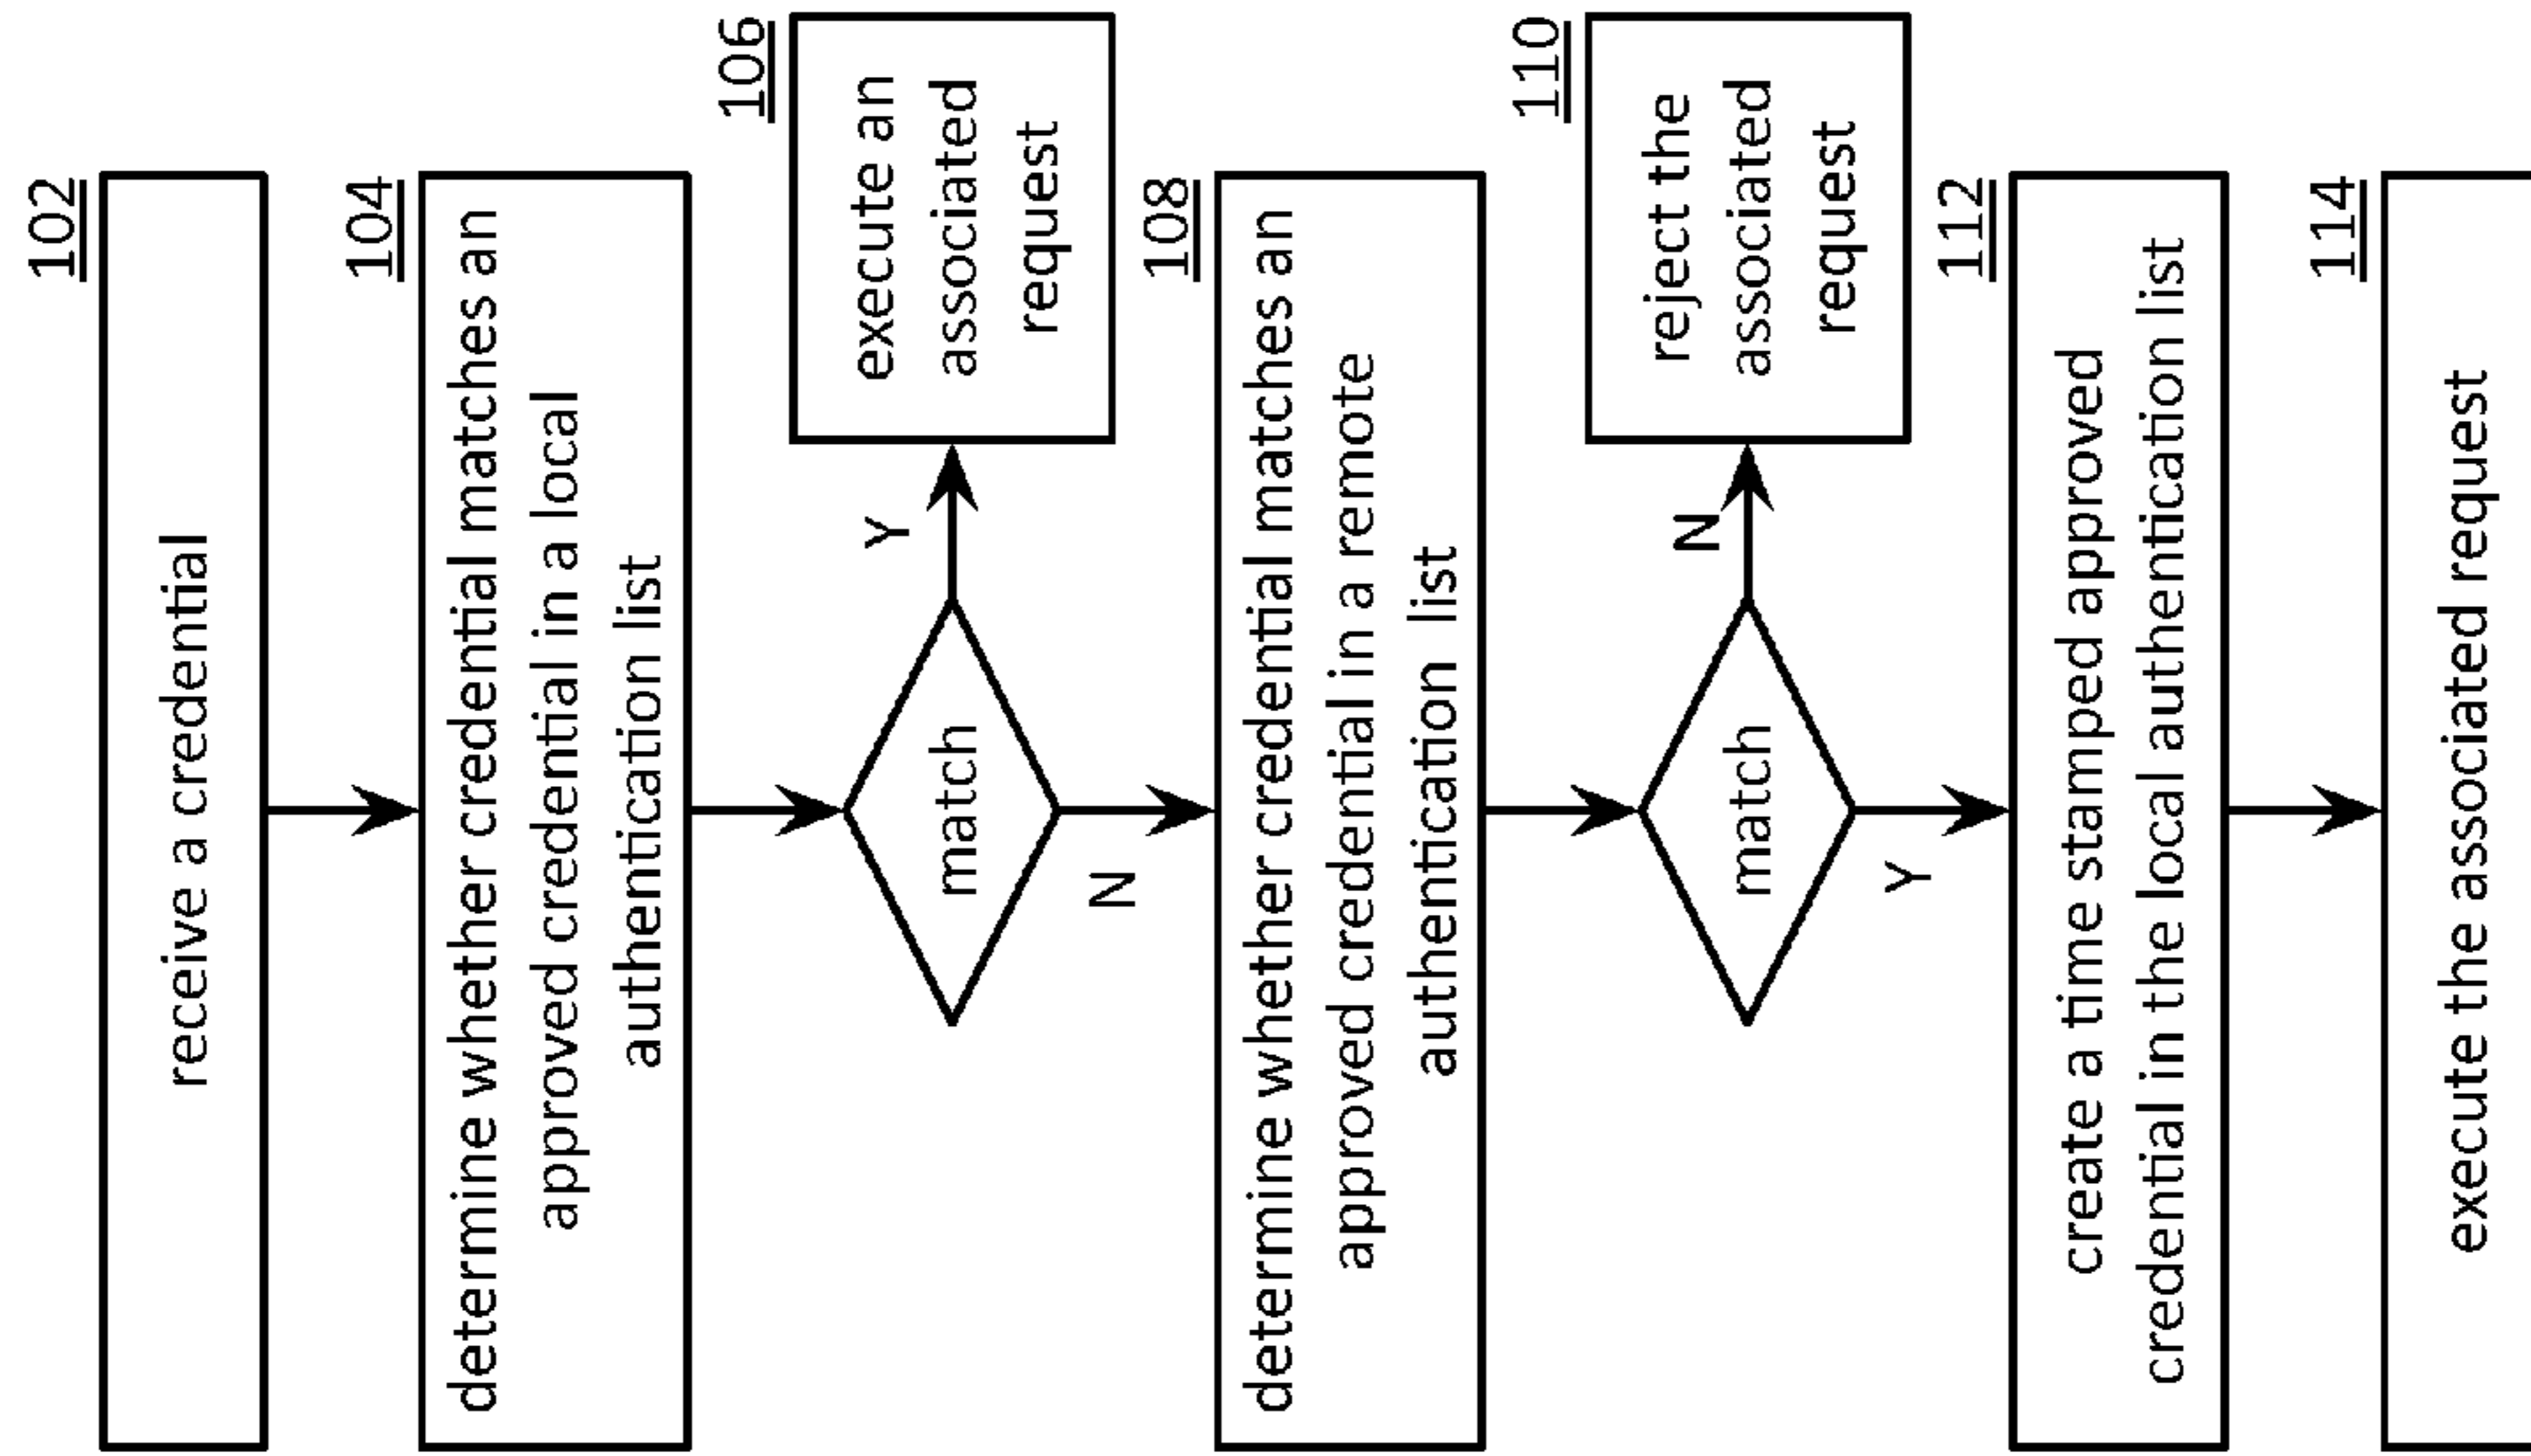 102
receive a credential
104
determine whether credential matches an
approved credential in a local
authentication list
match
Y
106
execute an
associated
request
N
108
determine whether credential matches an
approved credential in a remote
authentication list
match
N
110
reject the
associated
request
Y
112
create a time stamped approved
credential in the local authentication list
114
execute the associated request